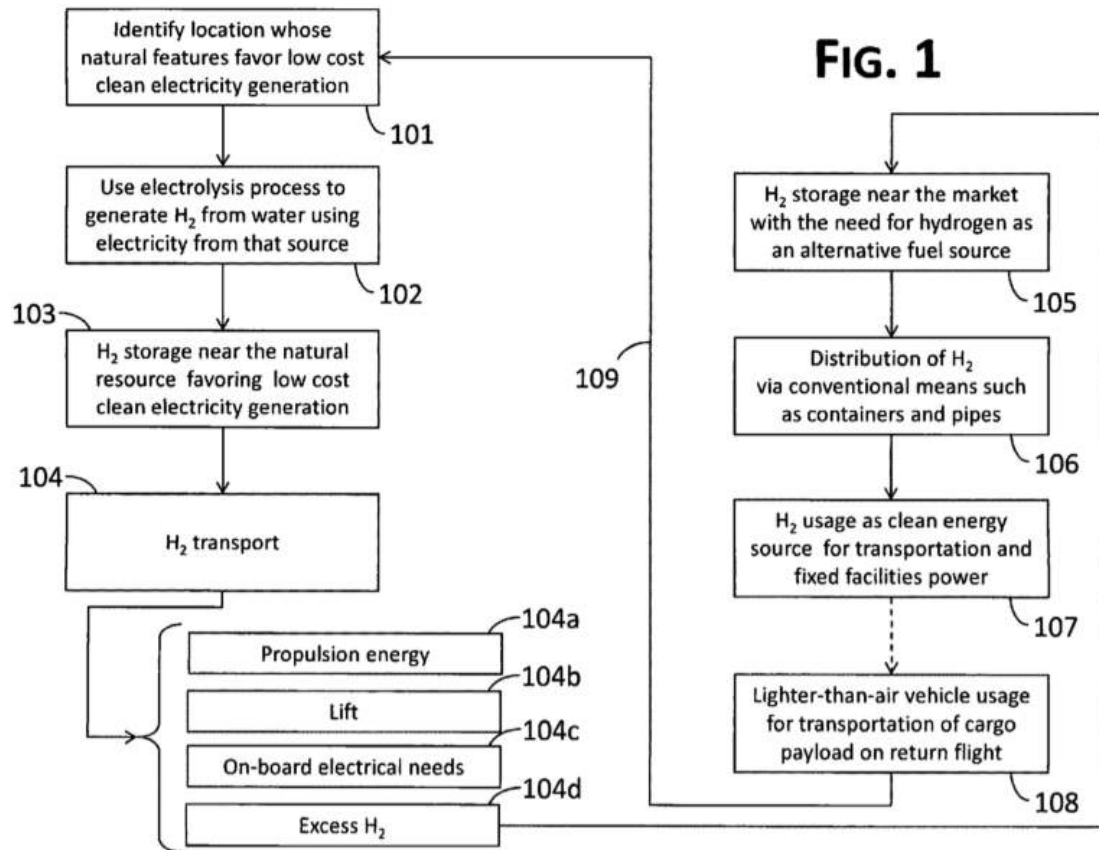 FIG. 1
Identify location whose
natural features favor low cost
clean electricity generation
101
Use electrolysis process to
generate H₂ from water using
electricity from that source
102
103
H₂ storage near the natural
resource favoring low cost
clean electricity generation
104
H₂ transport
104a
Propulsion energy
104b
Lift
104c
On-board electrical needs
104d
Excess H₂
H₂ storage near the market
with the need for hydrogen as
an alternative fuel source
105
Distribution of H₂
via conventional means such
as containers and pipes
106
H₂ usage as clean energy
source for transportation and
fixed facilities power
107
Lighter-than-air vehicle usage
for transportation of cargo
payload on return flight
108
109